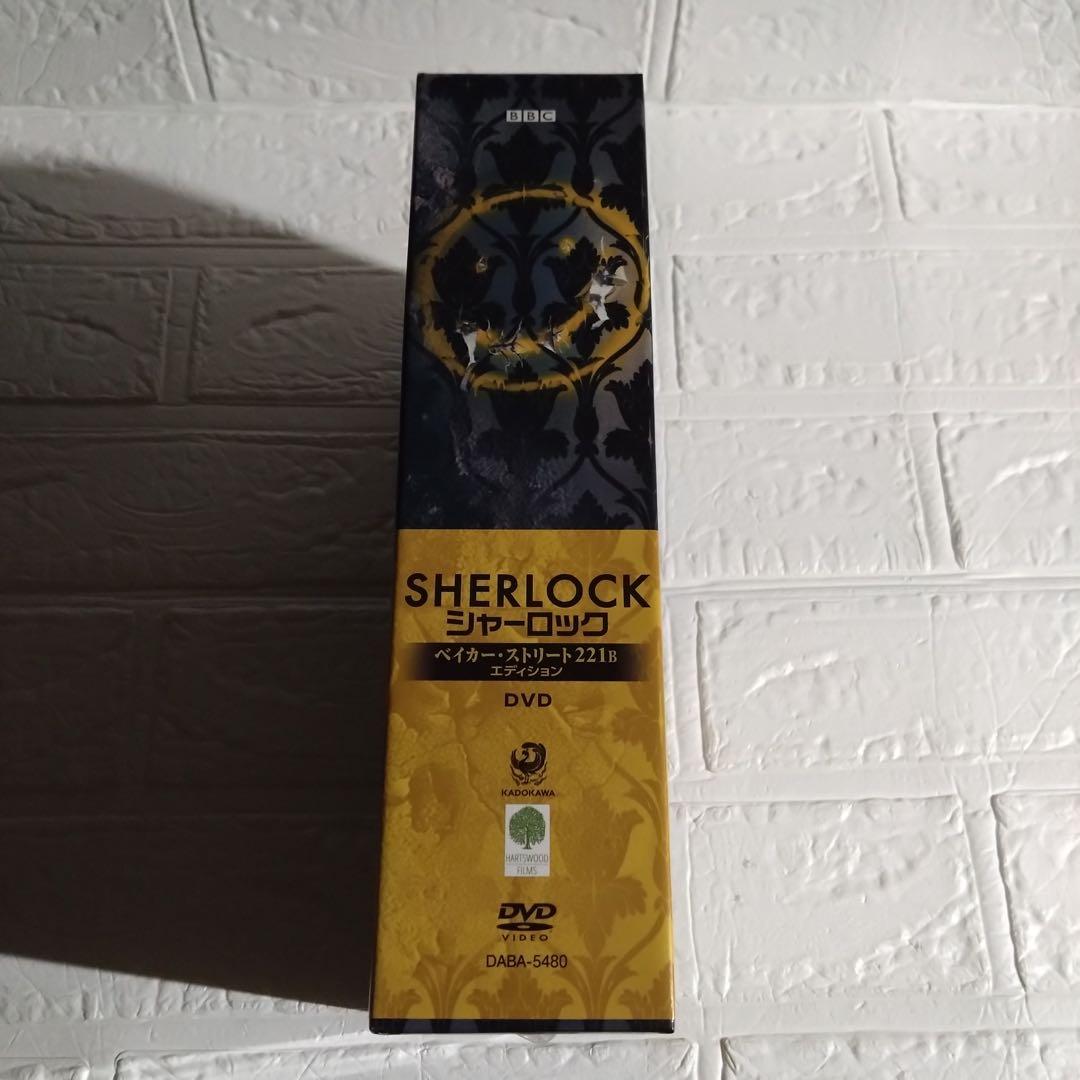 BBC
SHERLOCK
シャーロック
ベイカー・ストリート221B
エディション
DVD
KADOKAWA
HARTSWOOD
FILMS
DVD
VIDEO
DABA-5480